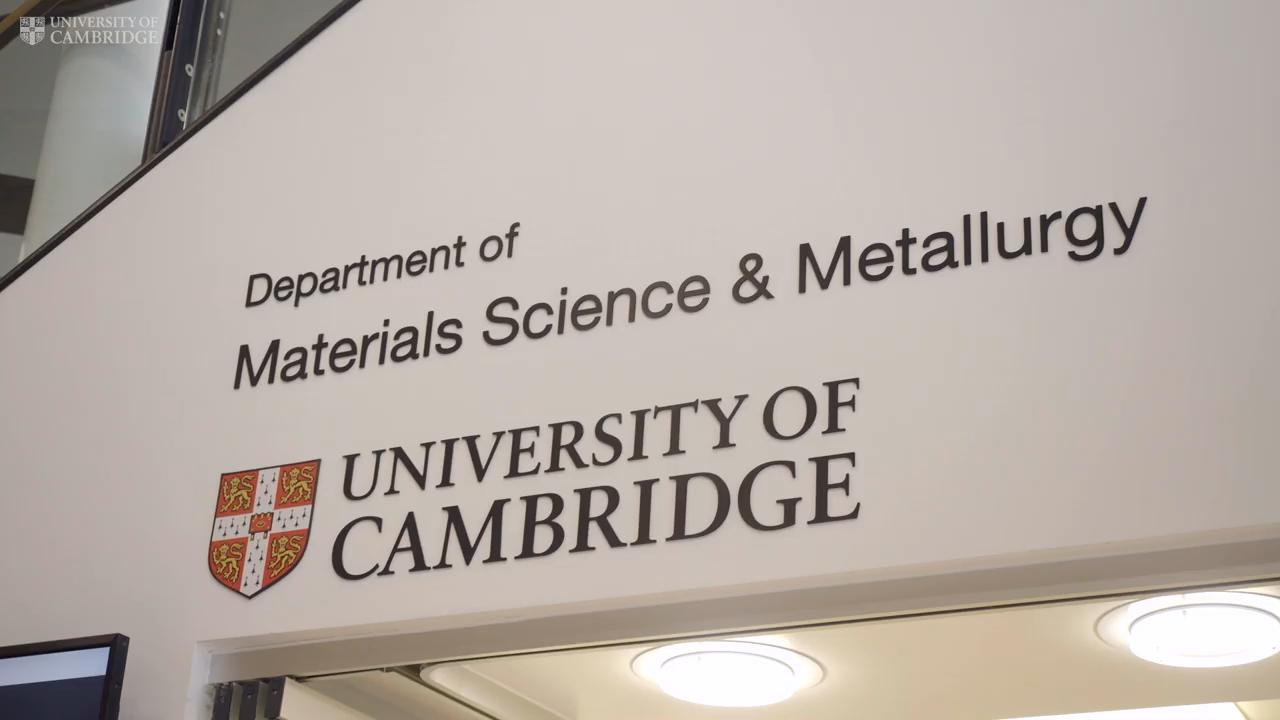 UNIVERSITY OF
CAMBRIDGE
Department of
Materials Science & Metallurgy
UNIVERSITY OF
CAMBRIDGE